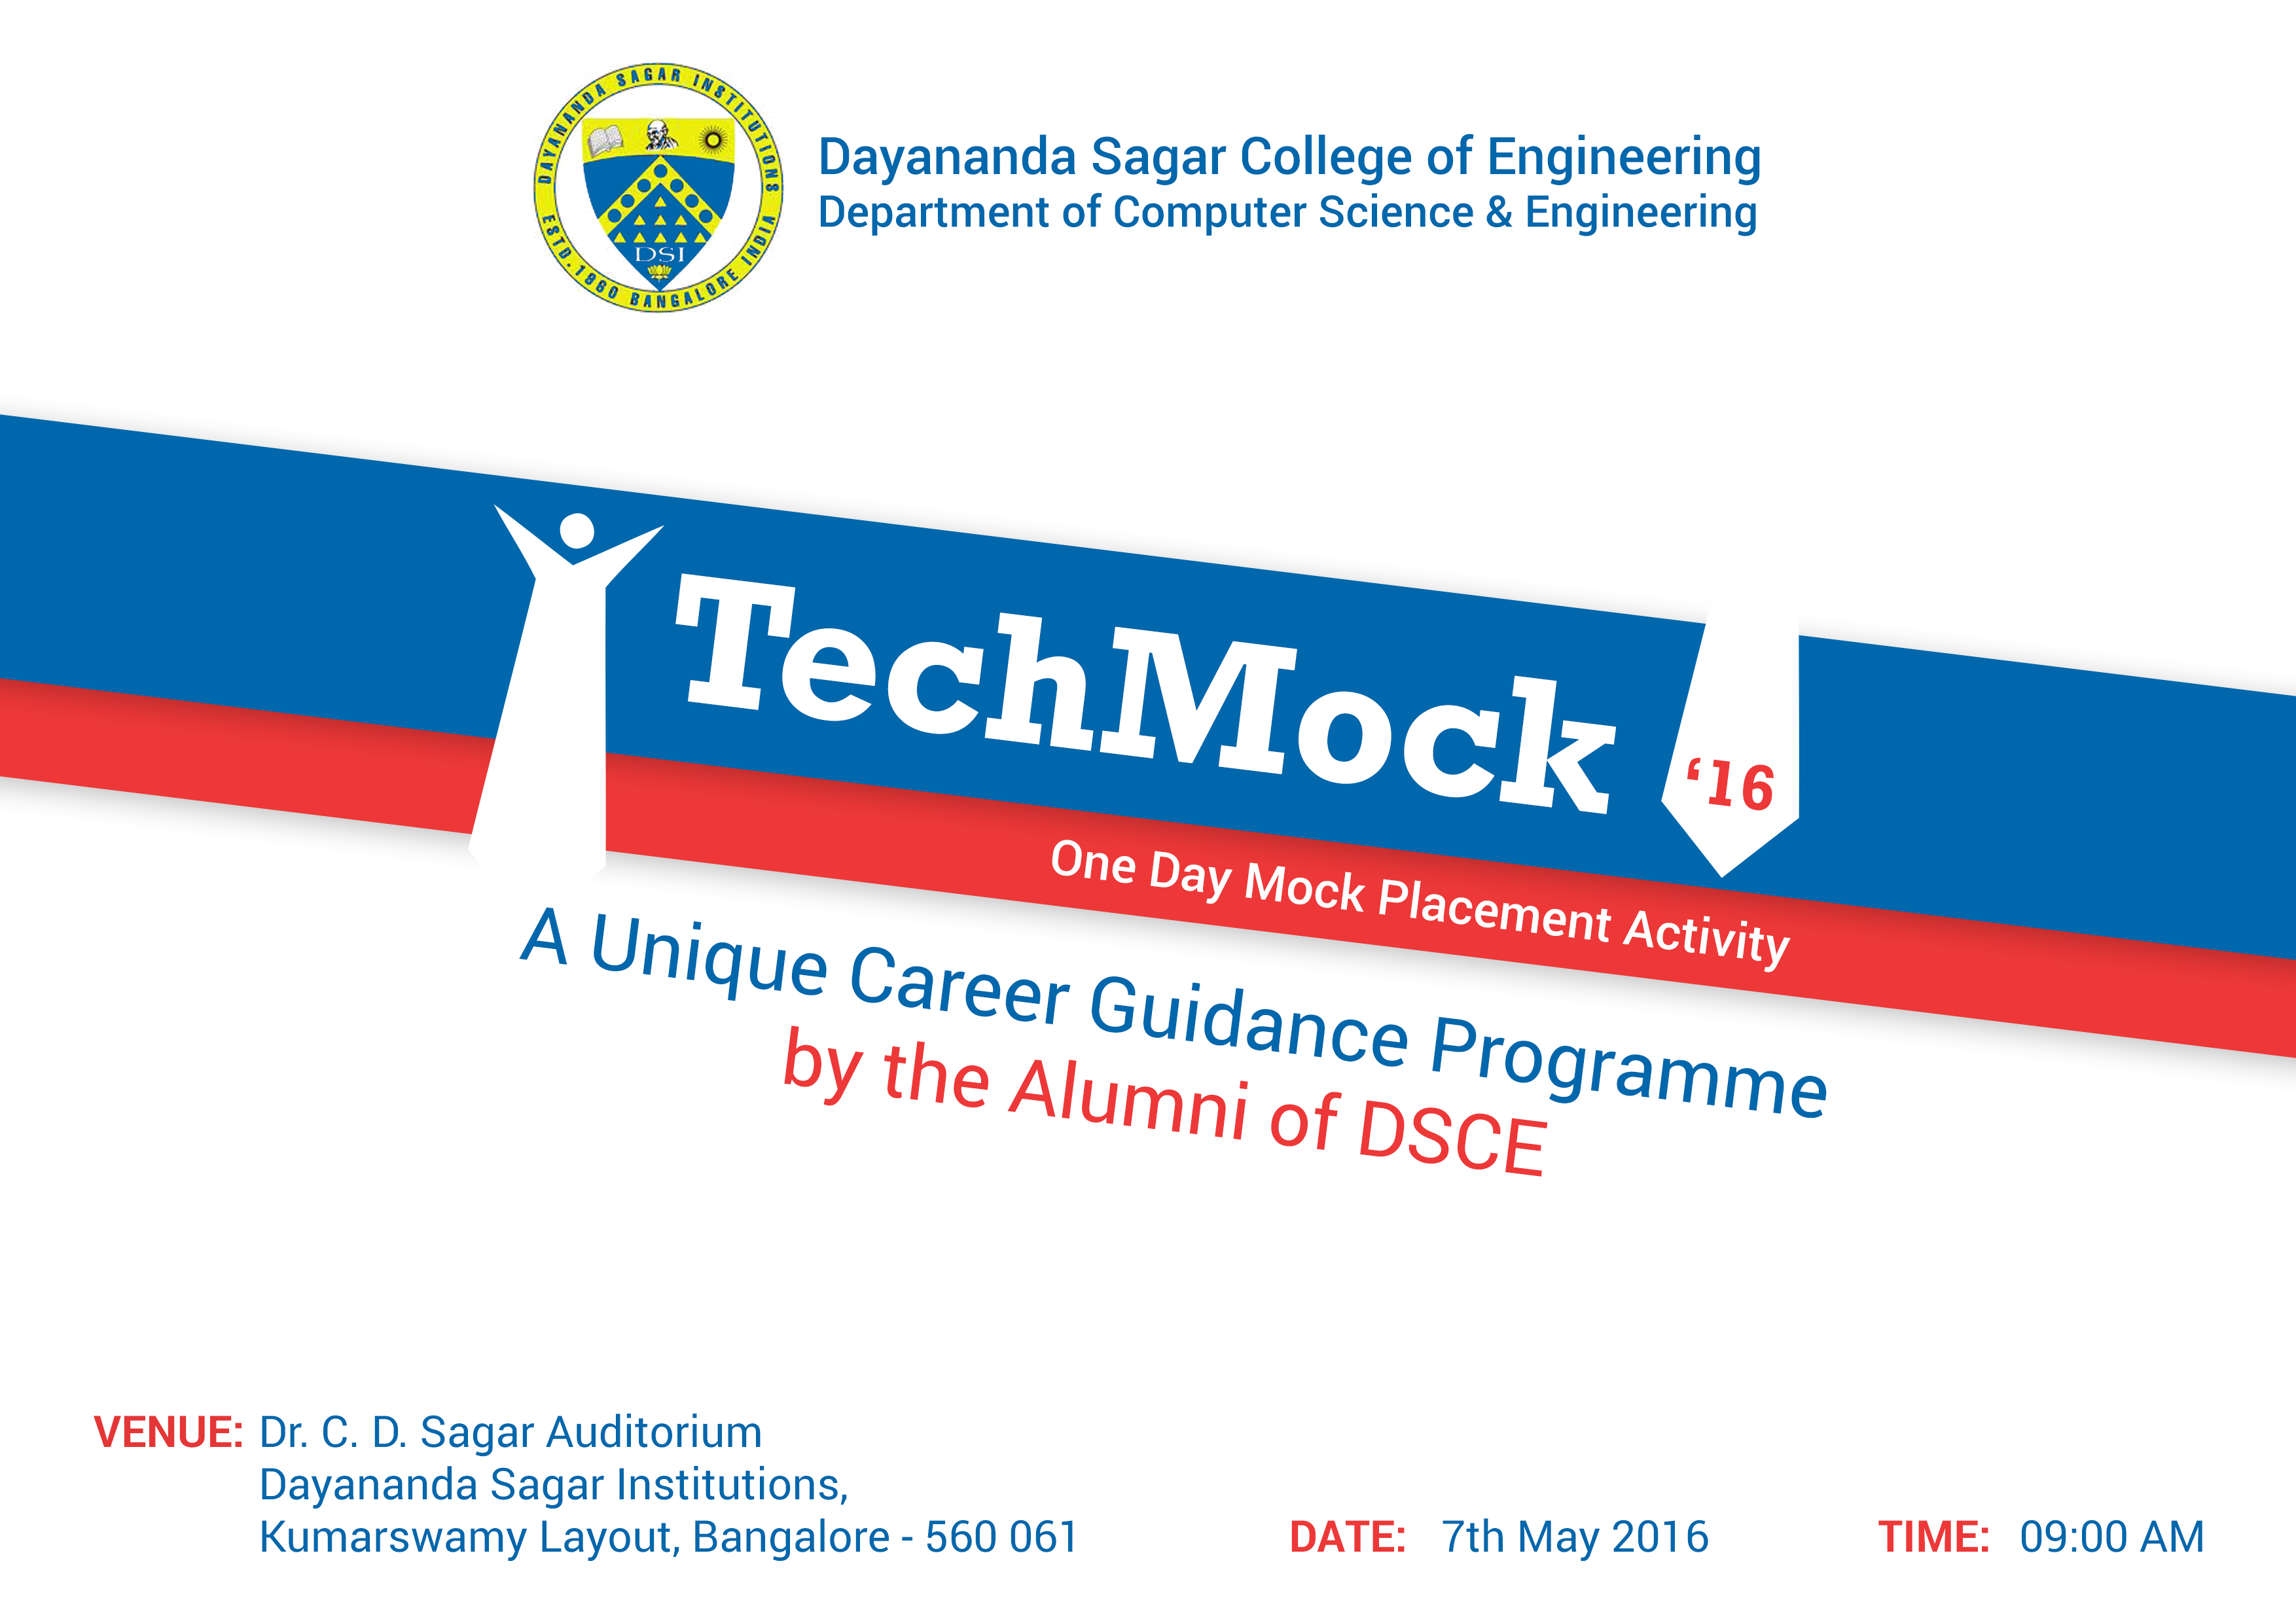 DAYANANDA SAGAR INSTITUTIONS
ESTD.1960 BANGALORE INDIA
DSI
Dayananda Sagar College of Engineering
Department of Computer Science & Engineering
TechMock
‘16
One Day Mock Placement Activity
A Unique Career Guidance Programme
by the Alumni of DSCE
VENUE: Dr. C. D. Sagar Auditorium
Dayananda Sagar Institutions,
Kumarswamy Layout, Bangalore - 560 061
DATE: 7th May 2016
TIME: 09:00 AM